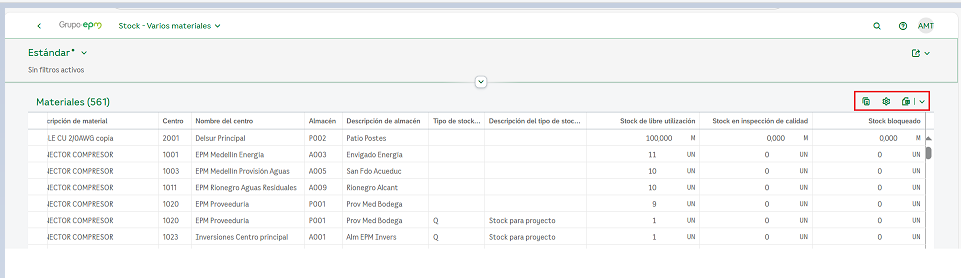 Grupo·epm Stock - Varios materiales AMT
Estándar*
Sin filtros activos
Materiales (561)
cripción de material Centro Nombre del centro Almacén Descripción de almacén Tipo de stock... Descripción del tipo de stoc... Stock de libre utilización Stock en inspección de calidad Stock bloqueado
LE CU 2/0AWG copia 2001 Delsur Principal P002 Patio Postes 100,000 M 0,000 M 0,000 M
NECTOR COMPRESOR 1001 EPM Medellín Energía A003 Envigado Energía 11 UN 0 UN 0 UN
NECTOR COMPRESOR 1003 EPM Medellín Provisión Aguas A005 San Fdo Acueduc 10 UN 0 UN 0 UN
NECTOR COMPRESOR 1011 EPM Rionegro Aguas Residuales A009 Rionegro Alcant 10 UN 0 UN 0 UN
NECTOR COMPRESOR 1020 EPM Proveeduría P001 Prov Med Bodega 9 UN 0 UN 0 UN
NECTOR COMPRESOR 1020 EPM Proveeduría P001 Prov Med Bodega Q Stock para proyecto 1 UN 0 UN 0 UN
NECTOR COMPRESOR 1023 Inversiones Centro principal A001 Alm EPM Invers Q Stock para proyecto 1 UN 0 UN 0 UN